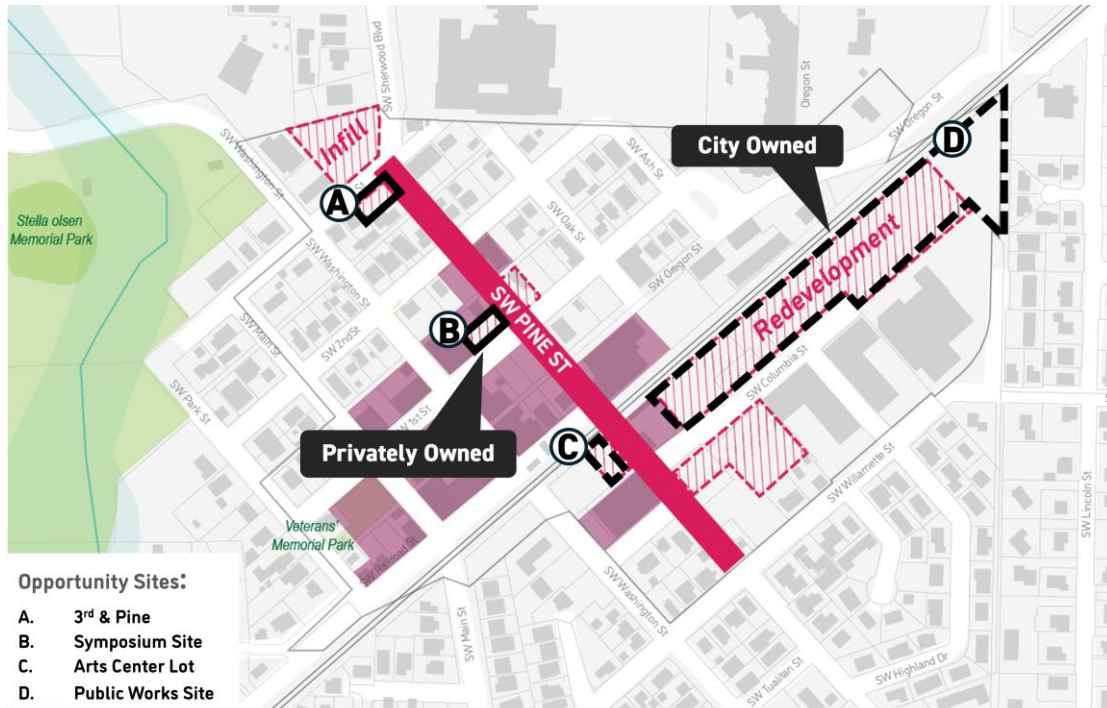 SW Sherwood Blvd
Oregon St
SW Oregon St
Infill
SW Washington St
SW Ash St
City Owned
D
A
SW Oak St
Stella olsen
Memorial Park
SW Washington St
SW Oregon St
Redevelopment
B
SW PINE ST
SW Main St
SW 2nd St
SW Columbia St
SW Park St
Privately Owned
C
SW Willamette St
SW Lincoln St
Veterans'
Memorial Park
SW Railroad St
SW Washington St
SW Main St
SW Highland Dr
SW Tualitan St
Opportunity Sites:
A. 3rd & Pine
B. Symposium Site
C. Arts Center Lot
D. Public Works Site